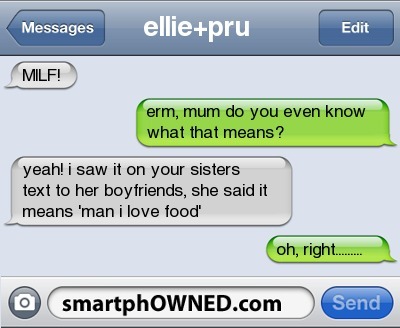 Messages
ellie+pru
Edit
MILF!
erm, mum do you even know
what that means?
yeah! i saw it on your sisters
text to her boyfriends, she said it
means 'man i love food'
oh, right.........
smartphOWNED.com
Send